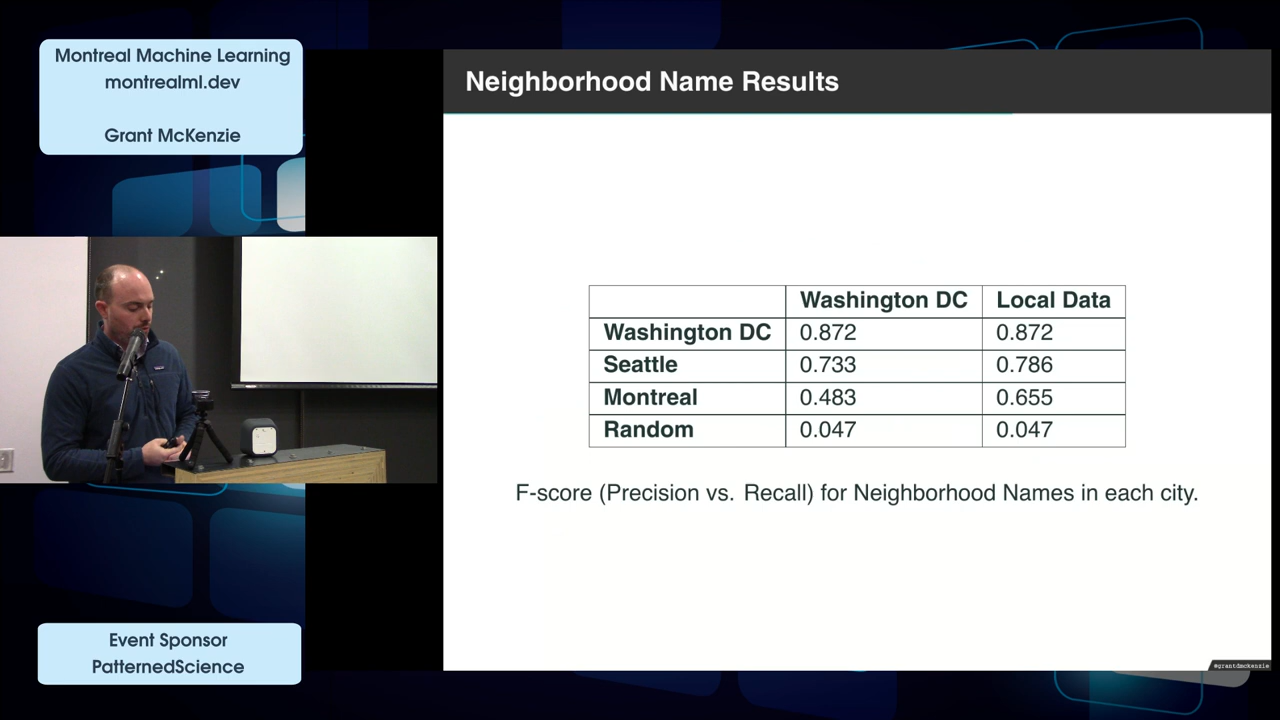 Montreal Machine Learning
montrealml.dev
Grant McKenzie
Neighborhood Name Results
Washington DC Local Data
Washington DC 0.872 0.872
Seattle 0.733 0.786
Montreal 0.483 0.655
Random 0.047 0.047
F-score (Precision vs. Recall) for Neighborhood Names in each city.
Event Sponsor
PatternedScience
@grantdmckenzie